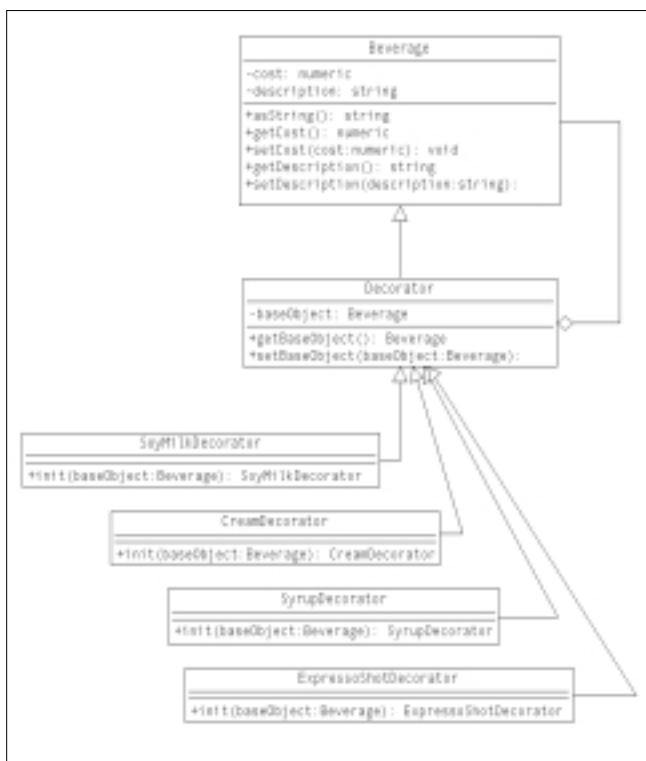 Beverage
-cost: numeric
-description: string
+asString(): string
+getCost(): numeric
+setCost(cost:numeric): void
+getDescription(): string
+setDescription(description:string):
Decorator
-baseObject: Beverage
+getBaseObject(): Beverage
+setBaseObject(baseObject:Beverage):
SoyMilkDecorator
+init(baseObject:Beverage): SoyMilkDecorator
CreamDecorator
+init(baseObject:Beverage): CreamDecorator
SyrupDecorator
+init(baseObject:Beverage): SyrupDecorator
ExpressoShotDecorator
+init(baseObject:Beverage): ExpressoShotDecorator